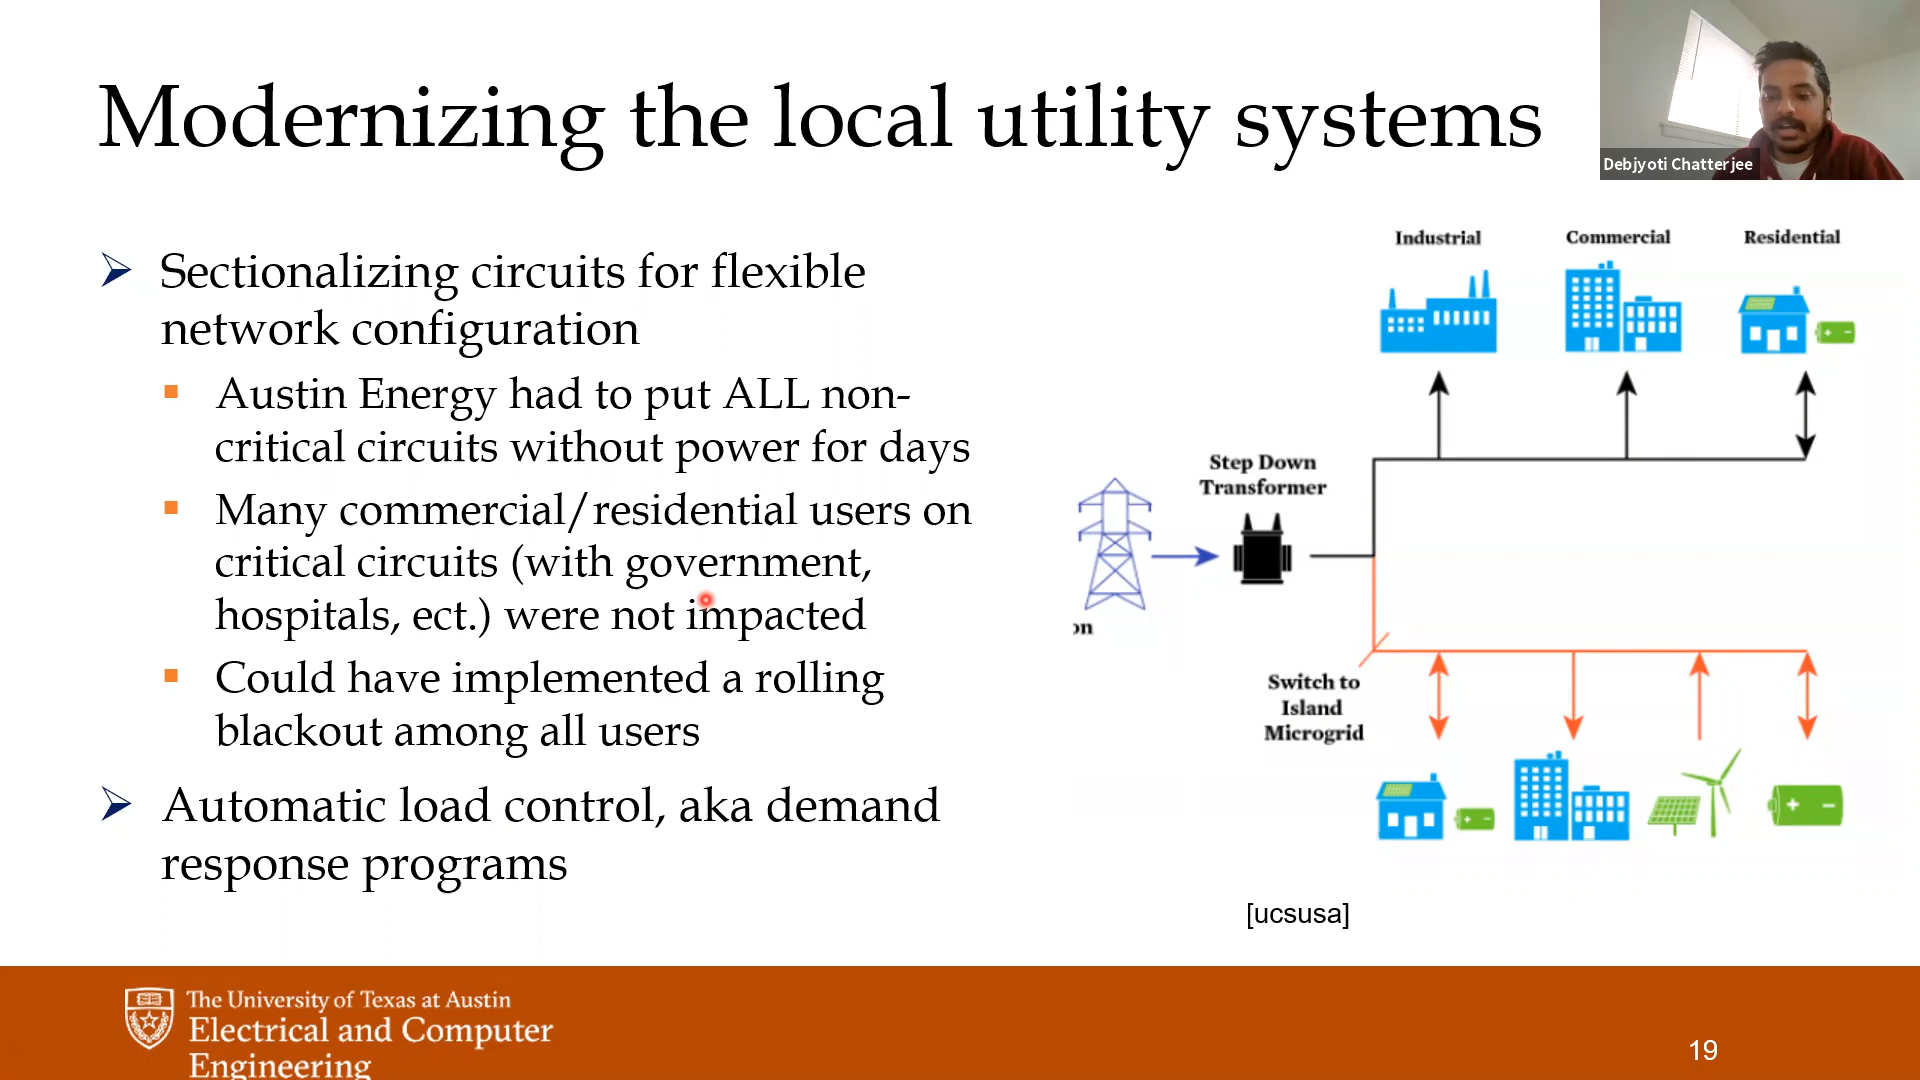 Modernizing the local utility systems
Debjyoti Chatterjee
Sectionalizing circuits for flexible
network configuration
Austin Energy had to put ALL non-
critical circuits without power for days
Many commercial/residential users on
critical circuits (with government,
hospitals, ect.) were not impacted
Could have implemented a rolling
blackout among all users
Automatic load control, aka demand
response programs
Industrial
Commercial
Residential
Step Down
Transformer
on
Switch to
Island
Microgrid
[ucsusa]
The University of Texas at Austin
Electrical and Computer
Engineering
19